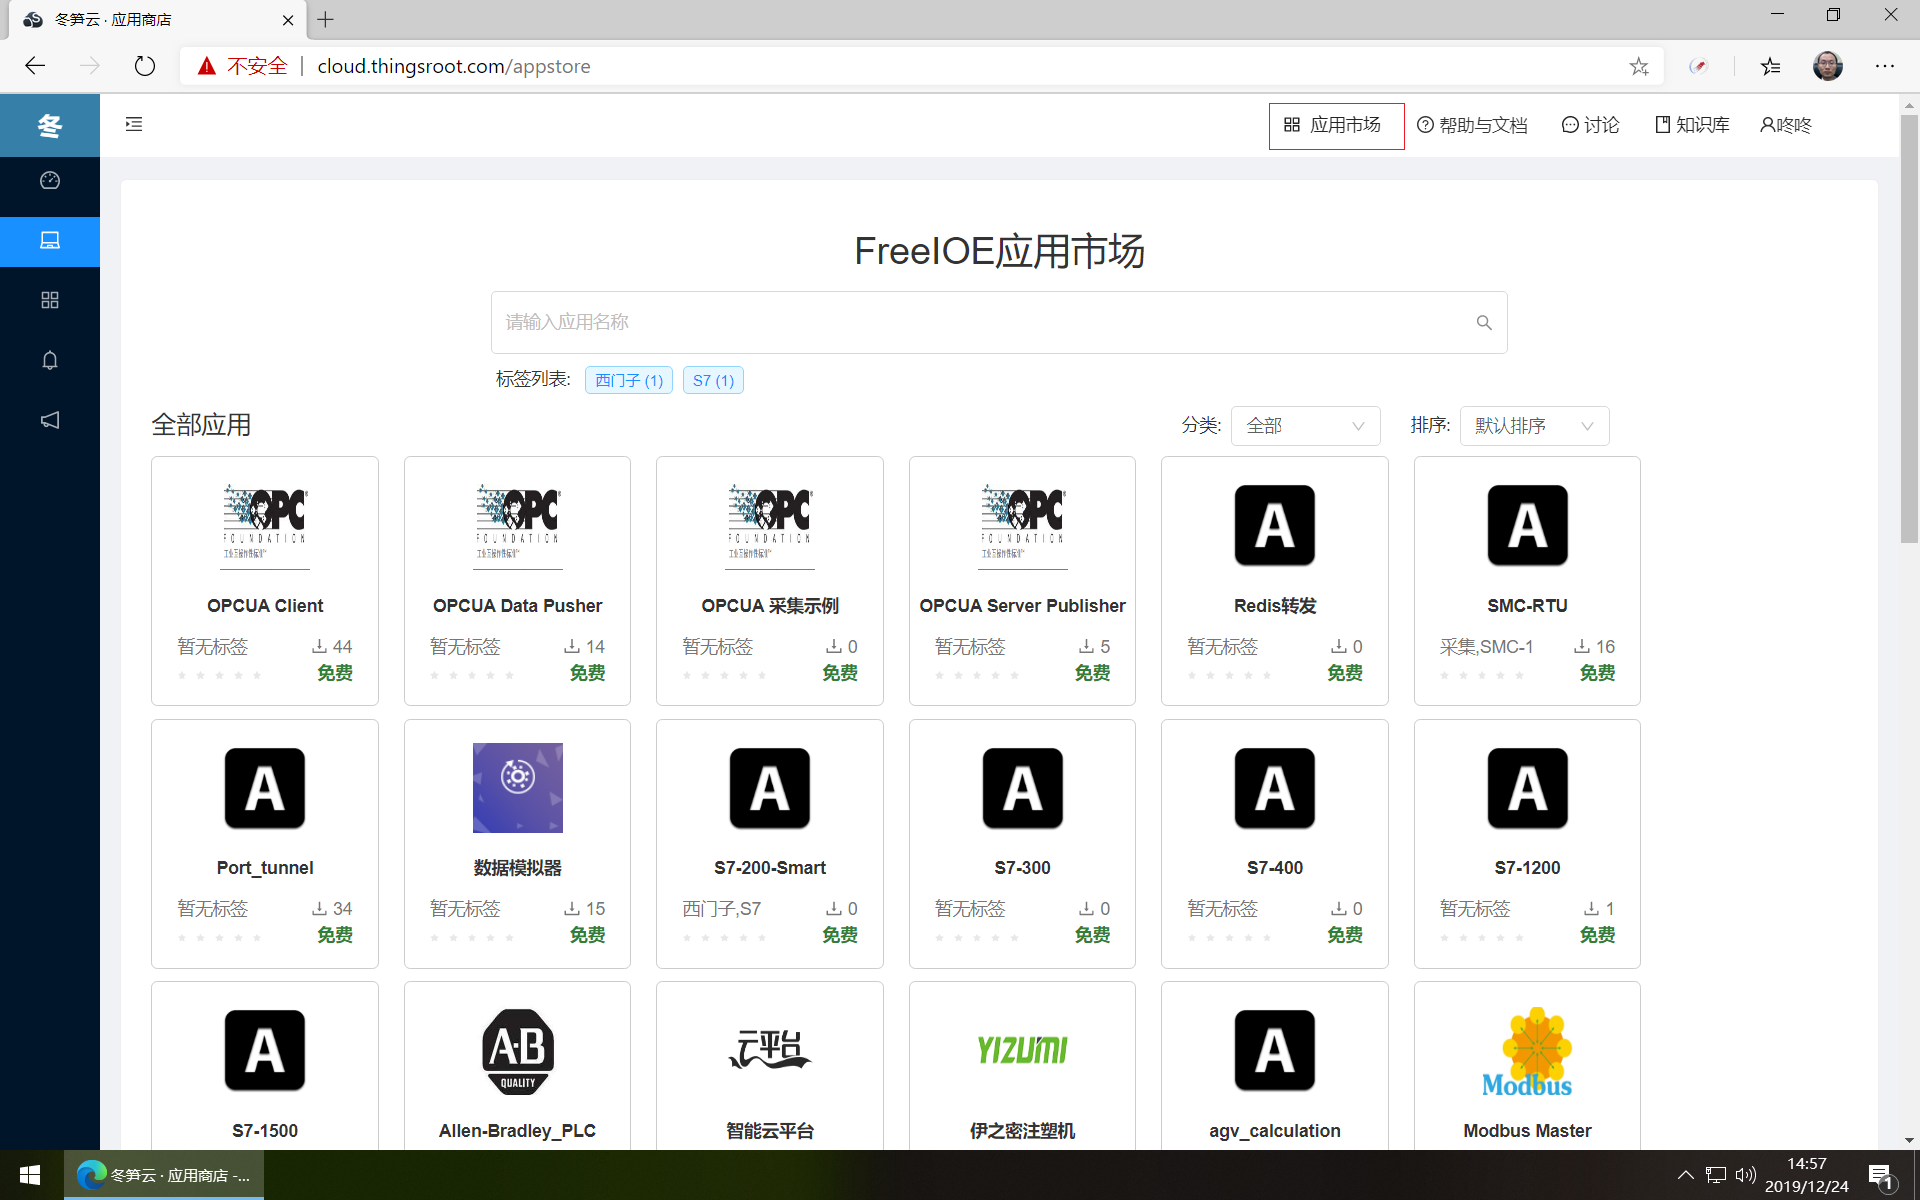 冬笋云 · 应用商店
不安全 cloud.thingsroot.com/appstore
冬
应用市场 帮助与文档 讨论 知识库 咚咚
FreeIOE应用市场
请输入应用名称
标签列表: 西门子 (1) S7 (1)
全部应用 分类: 全部 排序: 默认排序
OPC FOUNDATION OPC FOUNDATION OPC FOUNDATION OPC FOUNDATION A A
OPCUA Client OPCUA Data Pusher OPCUA 采集示例 OPCUA Server Publisher Redis转发 SMC-RTU
暂无标签 44 暂无标签 14 暂无标签 0 暂无标签 5 暂无标签 0 采集,SMC-1 16
免费 免费 免费 免费 免费 免费
A A A A A
Port_tunnel 数据模拟器 S7-200-Smart S7-300 S7-400 S7-1200
暂无标签 34 暂无标签 15 西门子,S7 0 暂无标签 0 暂无标签 0 暂无标签 1
免费 免费 免费 免费 免费 免费
A A-B QUALITY 云平台 YIZUMI A Modbus
S7-1500 Allen-Bradley_PLC 智能云平台 伊之密注塑机 agv_calculation Modbus Master
冬笋云 · 应用商店 -...
14:57
2019/12/24
1